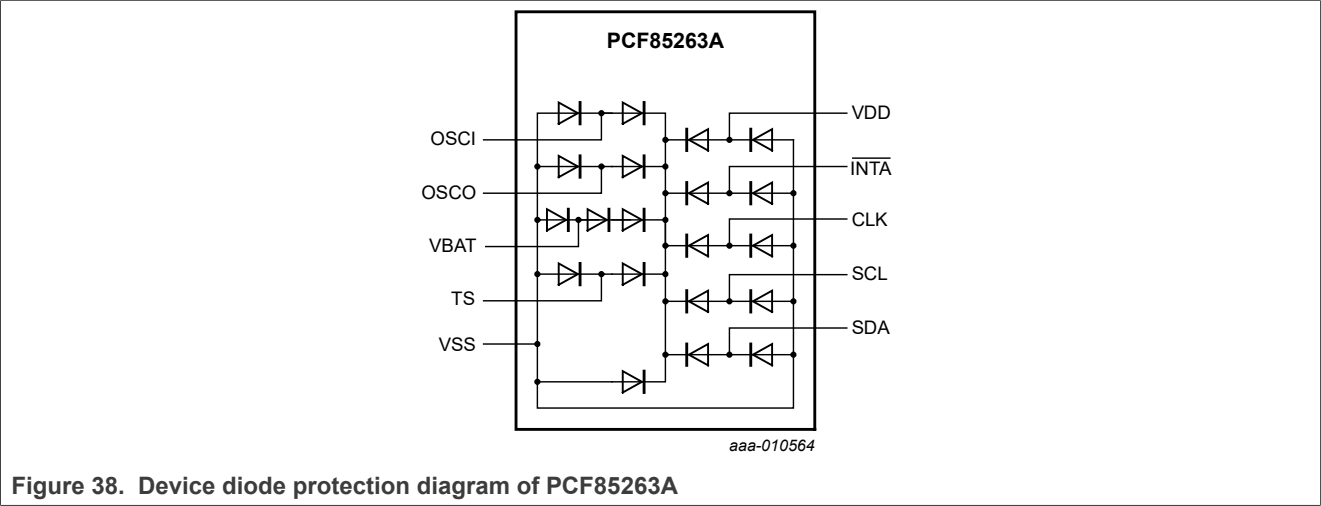 PCF85263A
OSCI
OSCO
VBAT
TS
VSS
VDD
INTA
CLK
SCL
SDA
aaa-010564
Figure 38. Device diode protection diagram of PCF85263A